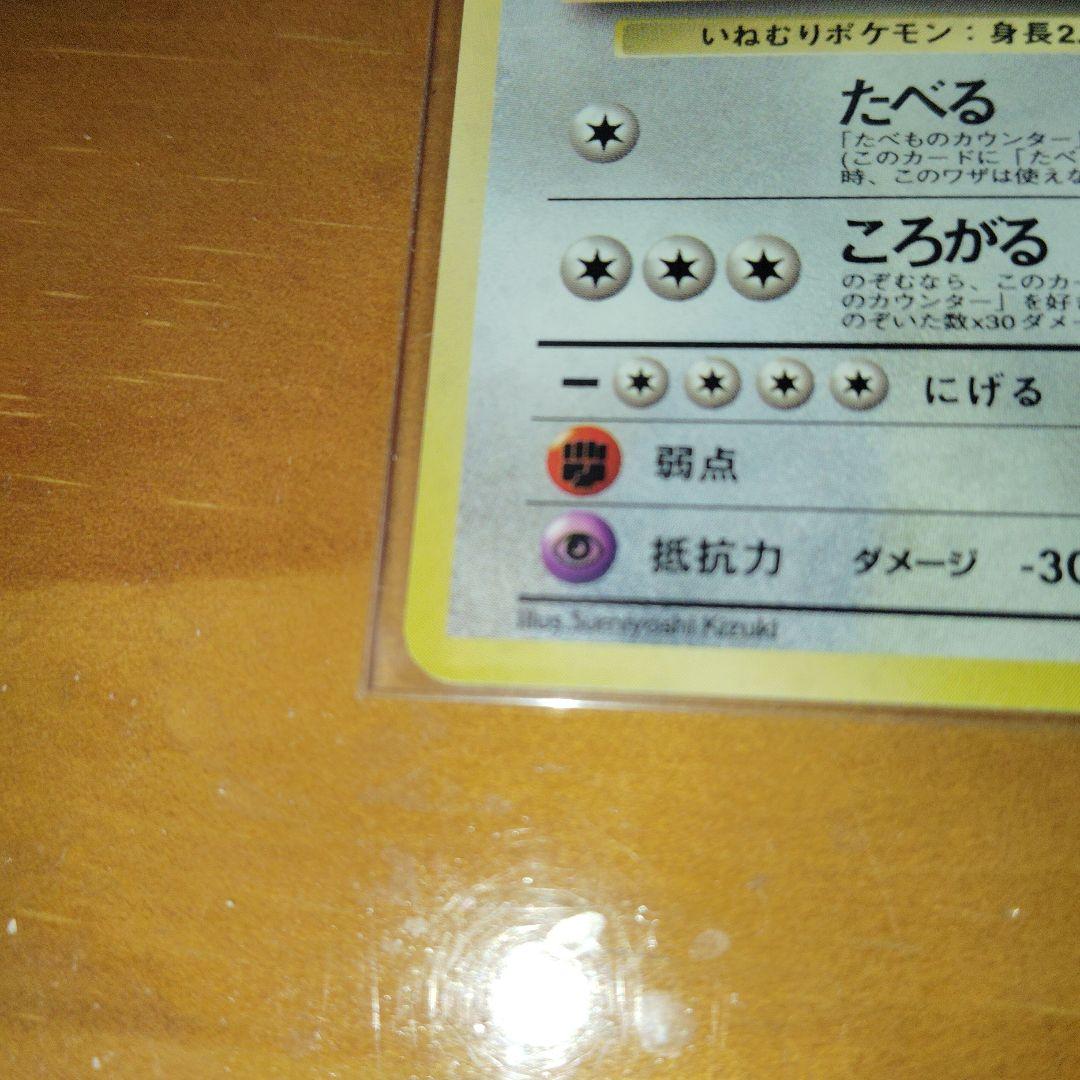 いねむりポケモン：身長2.
たべる
「たべものカウンター」
(このカードに「たべ
時、このワザは使えな
ころがる
のぞむなら、このカー
のカウンター」を好き
のぞいた数x30ダメー
− にげる
弱点
抵抗力 ダメージ -30
Illus. Sumiyoshi Kizuki